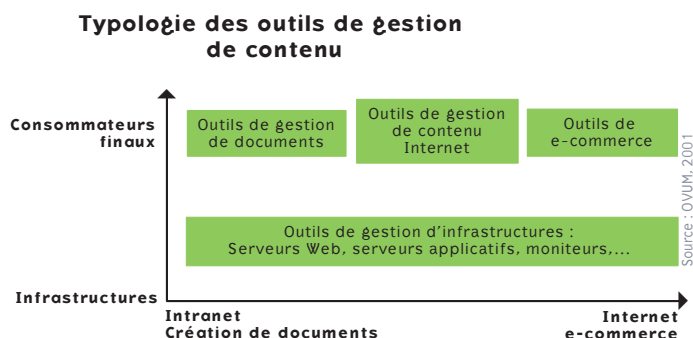 Typologie des outils de gestion
de contenu
Consommateurs
finaux
Outils de gestion
de documents
Outils de gestion
de contenu
Internet
Outils de
e-commerce
Source : OVUM, 2001
Outils de gestion d'infrastructures :
Serveurs Web, serveurs applicatifs, moniteurs,...
Infrastructures
Intranet
Création de documents
Internet
e-commerce